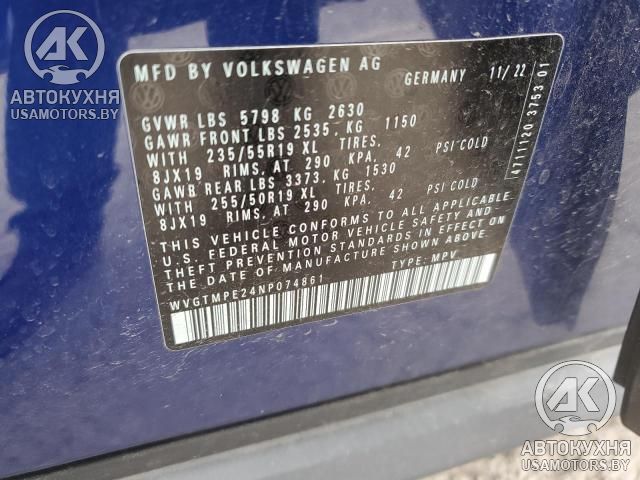 MFD BY VOLKSWAGEN AG GERMANY 11/22
GVWR LBS 5798 KG 2630
GAWR FRONT LBS 2535. KG 1150
WITH 235/55R19 XL TIRES.
8JX19 RIMS. AT 290 KPA. 42 PSI COLD
GAWR REAR LBS 3373. KG 1530
WITH 255/50R19 XL TIRES.
8JX19 RIMS. AT 290 KPA. 42 PSI COLD
THIS VEHICLE CONFORMS TO ALL APPLICABLE
U.S. FEDERAL MOTOR VEHICLE SAFETY AND
THEFT PREVENTION STANDARDS IN EFFECT ON
THE DATE OF MANUFACTURE SHOWN ABOVE.
WVGTMPE24NP074861 TYPE: MPV
4711120 3753 01
AK
АВТОКУХНЯ
USAMOTORS.BY
AK
АВТОКУХНЯ
USAMOTORS.BY